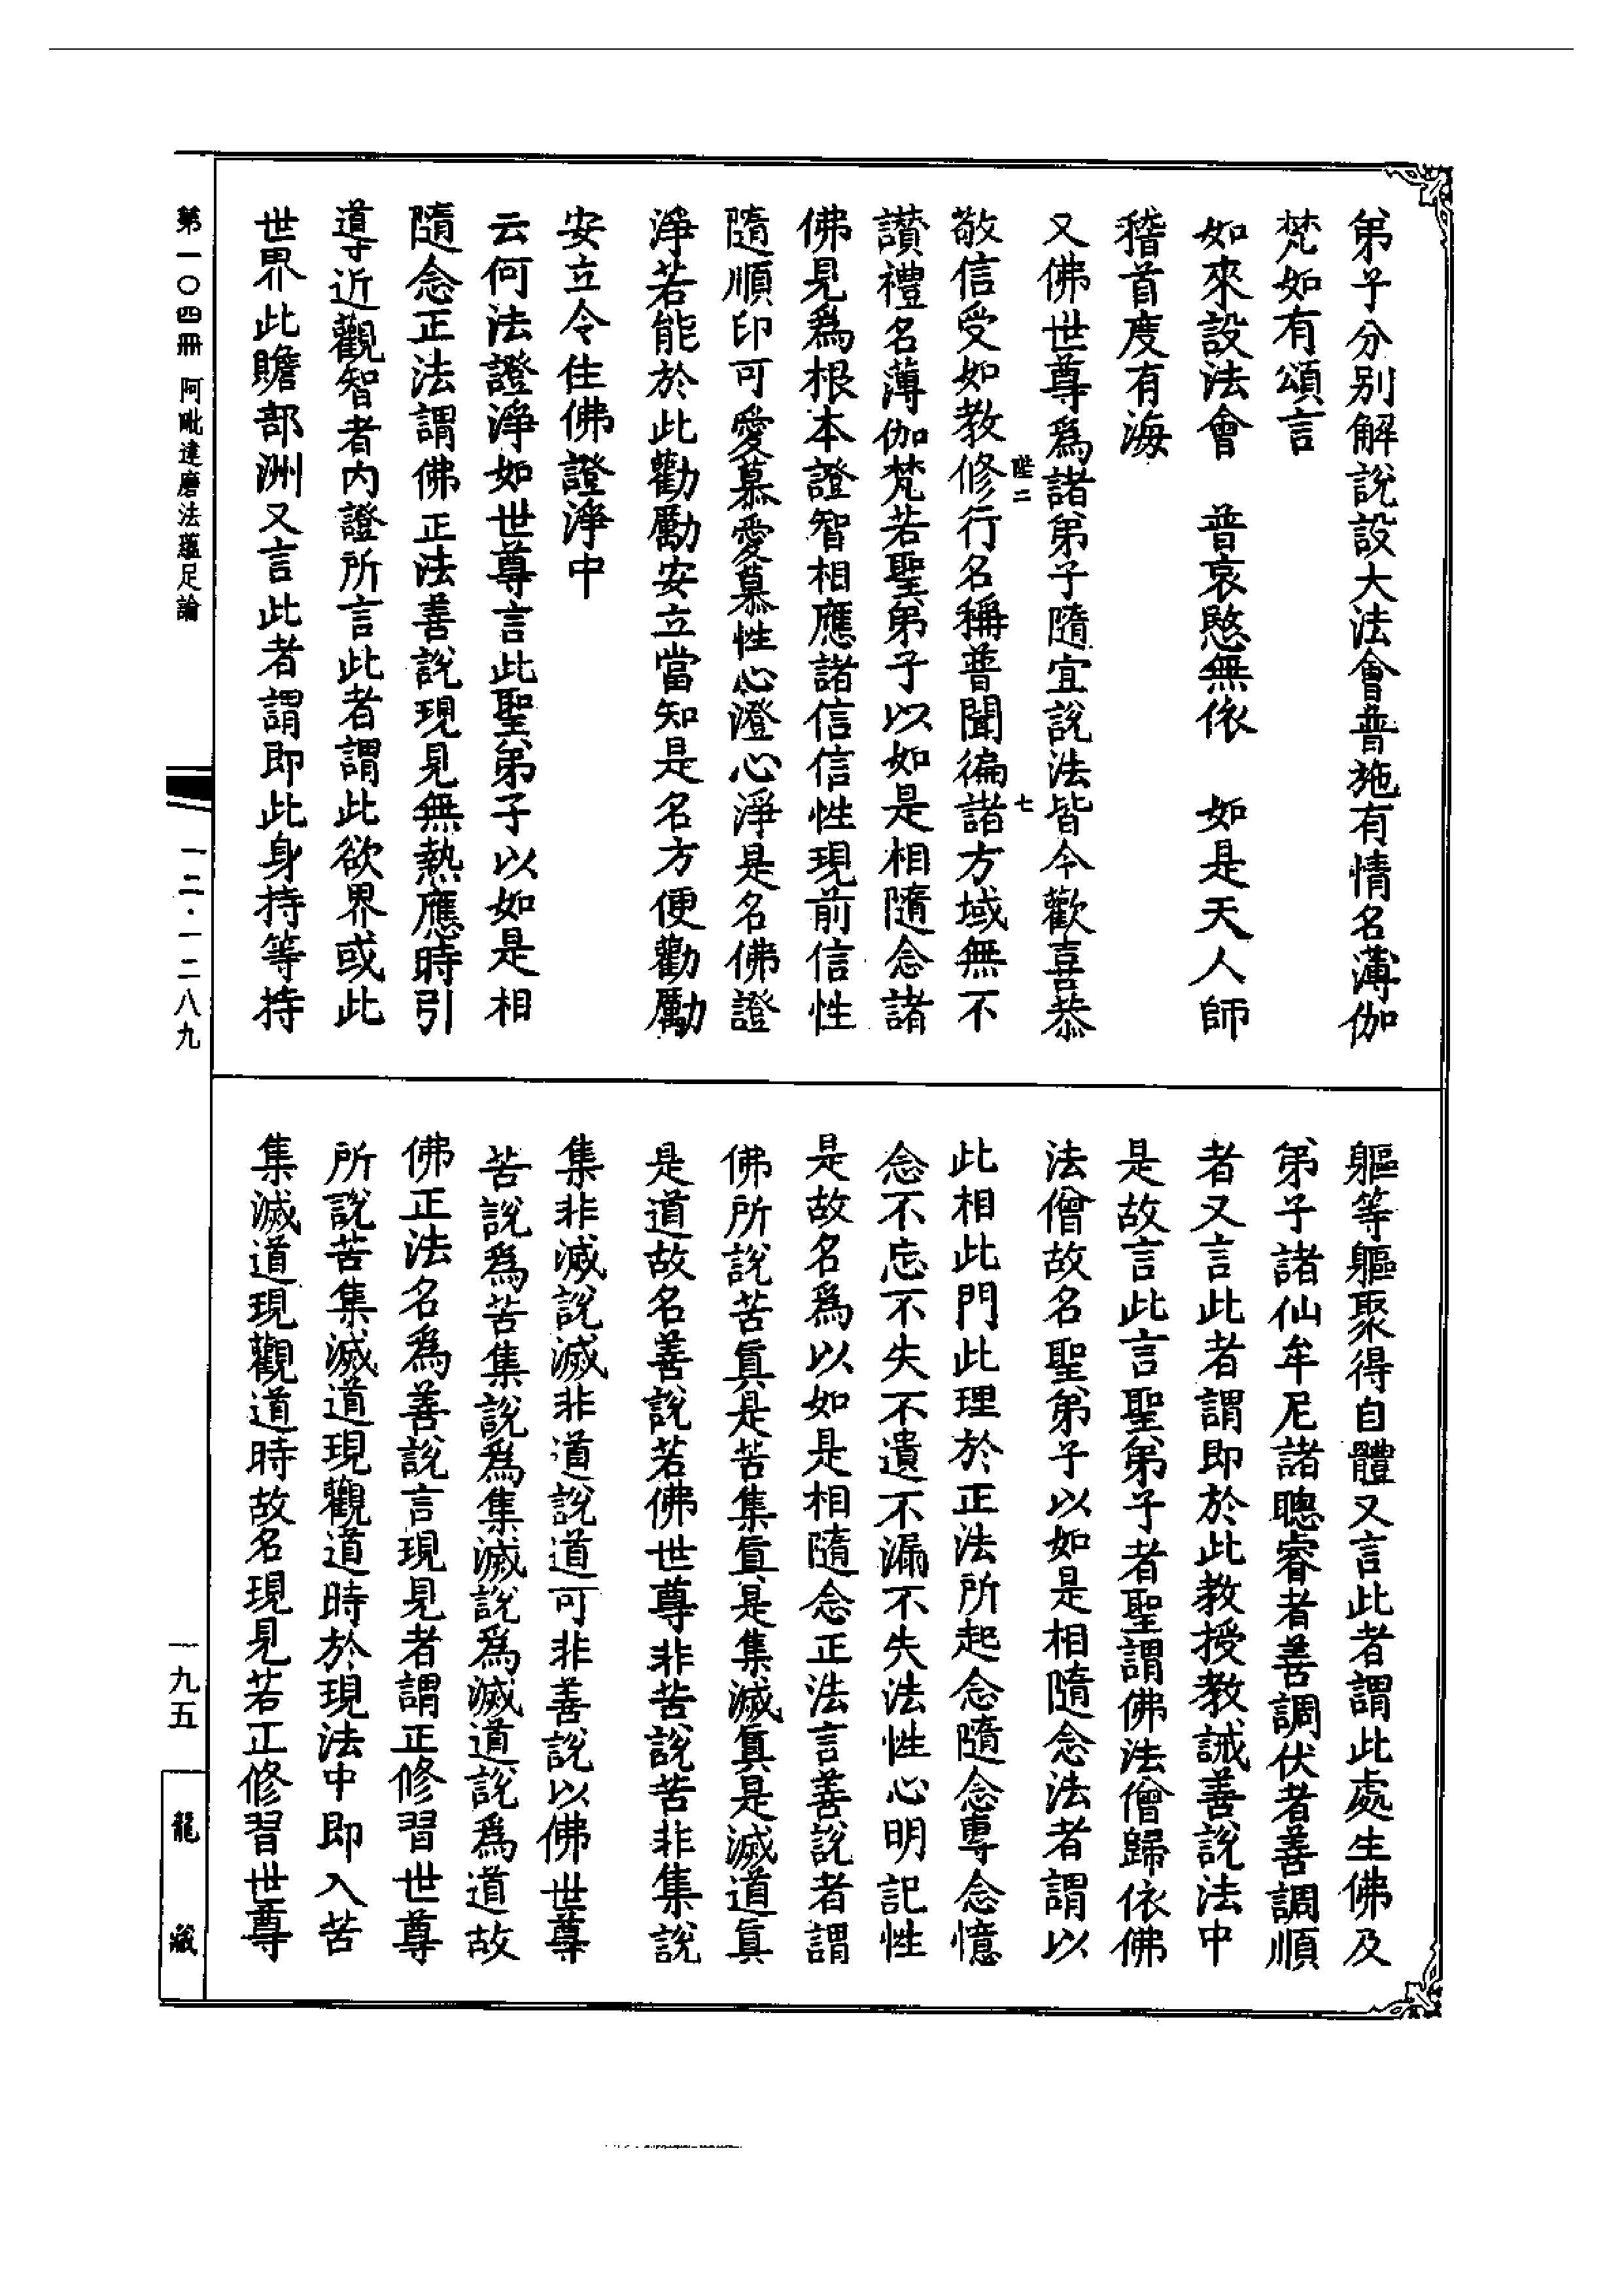 弟子分别解說設大法會普施有情名薄伽
梵如有頌言
如來設法會　普哀愍無依　如是天人師
稽首度有海
又佛世尊爲諸弟子隨宜說法皆令歡喜恭
陛二　七
敬信受如教修行名稱普聞徧諸方域無不
讚禮名薄伽梵若聖弟子以如是相隨念諸
佛見爲根本證智相應諸信信性現前信性
隨順印可愛慕愛慕性心澄心淨是名佛證
淨若能於此勸勵安立當知是名方便勸勵
安立令住佛證淨中
云何法證淨如世尊言此聖弟子以如是相
隨念正法謂佛正法善說現見無熱應時引
導近觀智者内證所言此者謂此欲界或此
世界此贍部洲又言此者謂即此身持等持
軀等軀聚得自體又言此者謂此處生佛及
弟子諸仙牟尼諸聰睿者善調伏者善調順
者又言此者謂即於此教授教誡善說法中
是故言此言聖弟子者聖謂佛法僧歸依佛
法僧故名聖弟子以如是相隨念法者謂以
此相此門此理於正法所起念隨念專念憶
念不忘不失不遺不漏不失法性心明記性
是故名爲以如是相隨念正法言善說者謂
佛所說苦眞是苦集眞是集滅眞是滅道眞
是道故名善說若佛世尊非苦說苦非集說
集非滅說滅非道說道可非善說以佛世尊
苦說爲苦集說爲集滅說爲滅道說爲道故
佛正法名爲善說言現見者謂正修習世尊
所說苦集滅道現觀道時於現法中即入苦
集滅道現觀道時故名現見若正修習世尊
第一〇四冊　阿毗達磨法蘊足論
一二·一二八九
一九五
龍藏